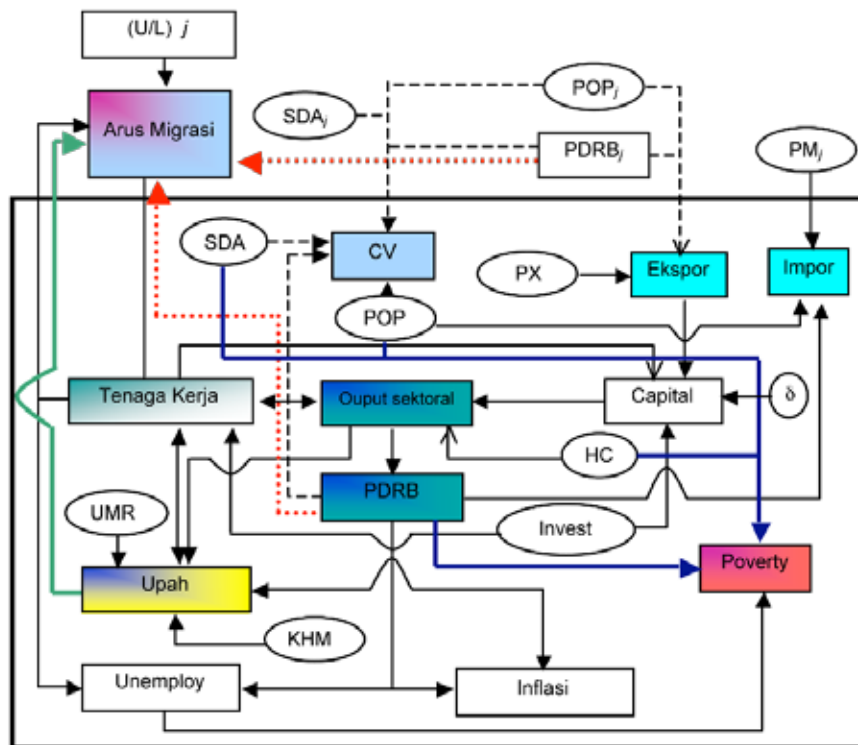 (U/L) j
Arus Migrasi
SDAj
POPj
PDRBj
PMj
SDA
CV
PX
Ekspor
Impor
POP
Tenaga Kerja
Ouput sektoral
Capital
δ
HC
PDRB
UMR
Invest
Upah
Poverty
KHM
Unemploy
Inflasi